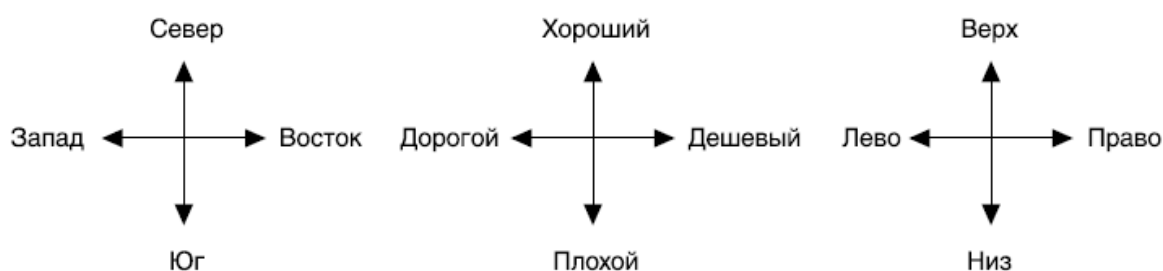 Север
Хороший
Верх
Запад
Восток
Дорогой
Дешевый
Лево
Право
Юг
Плохой
Низ